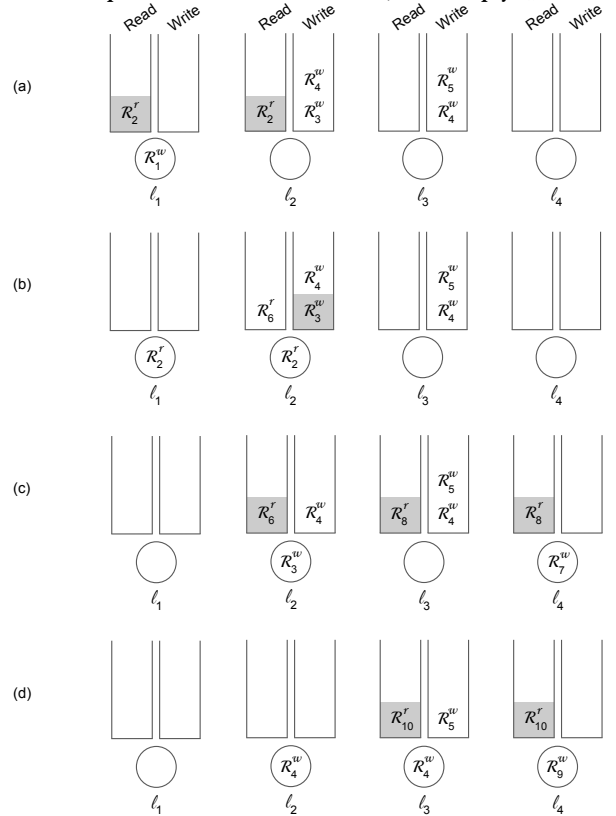 Read Write Read Write Read Write Read Write
(a)
ℛ₄ʷ ℛ₅ʷ
ℛ₂ʳ ℛ₂ʳ ℛ₃ʷ ℛ₄ʷ
ℛ₁ʷ
ℓ₁ ℓ₂ ℓ₃ ℓ₄
(b)
ℛ₄ʷ ℛ₅ʷ
ℛ₆ʳ ℛ₃ʷ ℛ₄ʷ
ℛ₂ʳ ℛ₂ʳ
ℓ₁ ℓ₂ ℓ₃ ℓ₄
(c)
ℛ₅ʷ
ℛ₆ʳ ℛ₄ʷ ℛ₈ʳ ℛ₄ʷ ℛ₈ʳ
ℛ₃ʷ ℛ₇ʷ
ℓ₁ ℓ₂ ℓ₃ ℓ₄
(d)
ℛ₁₀ʳ ℛ₅ʷ ℛ₁₀ʳ
ℛ₄ʷ ℛ₄ʷ ℛ₉ʷ
ℓ₁ ℓ₂ ℓ₃ ℓ₄